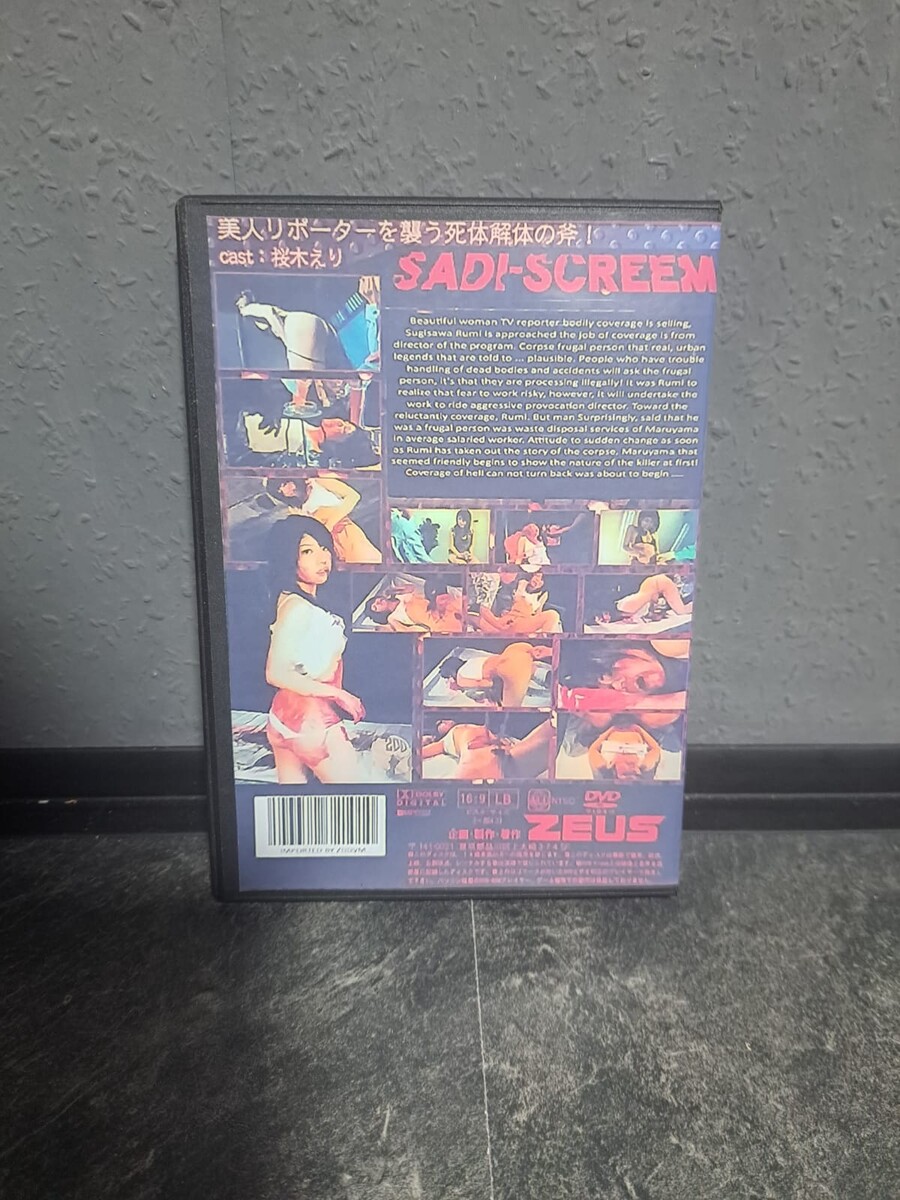 美人リポーターを襲う死体解体の斧！
cast：桜木えり
SADI-SCREEM
Beautiful woman TV reporter bodily coverage is selling,
Sugisawa Rumi is approached the job of coverage is from
director of the program. Corpse frugal person that real, urban
legends that are told to ... plausible. People who have trouble
handling of dead bodies and accidents will ask the frugal
person, it's that they are processing illegally! it was Rumi to
realize that fear to work risky, however, it will undertake the
work to ride aggressive provocation director. Toward the
reluctantly coverage, Rumi. But man Surprisingly, said that he
was a frugal person was waste disposal services of Maruyama
in average salaried worker. Attitude to sudden change as soon
as Rumi has taken out the story of the corpse, Maruyama that
seemed friendly begins to show the nature of the killer at first!
Coverage of hell can not turn back was about to begin ....
200
DOLBY
DIGITAL
16:9 LB
ALL NTSC
DVD
企画・製作・著作 ZEUS
IMPORTED BY